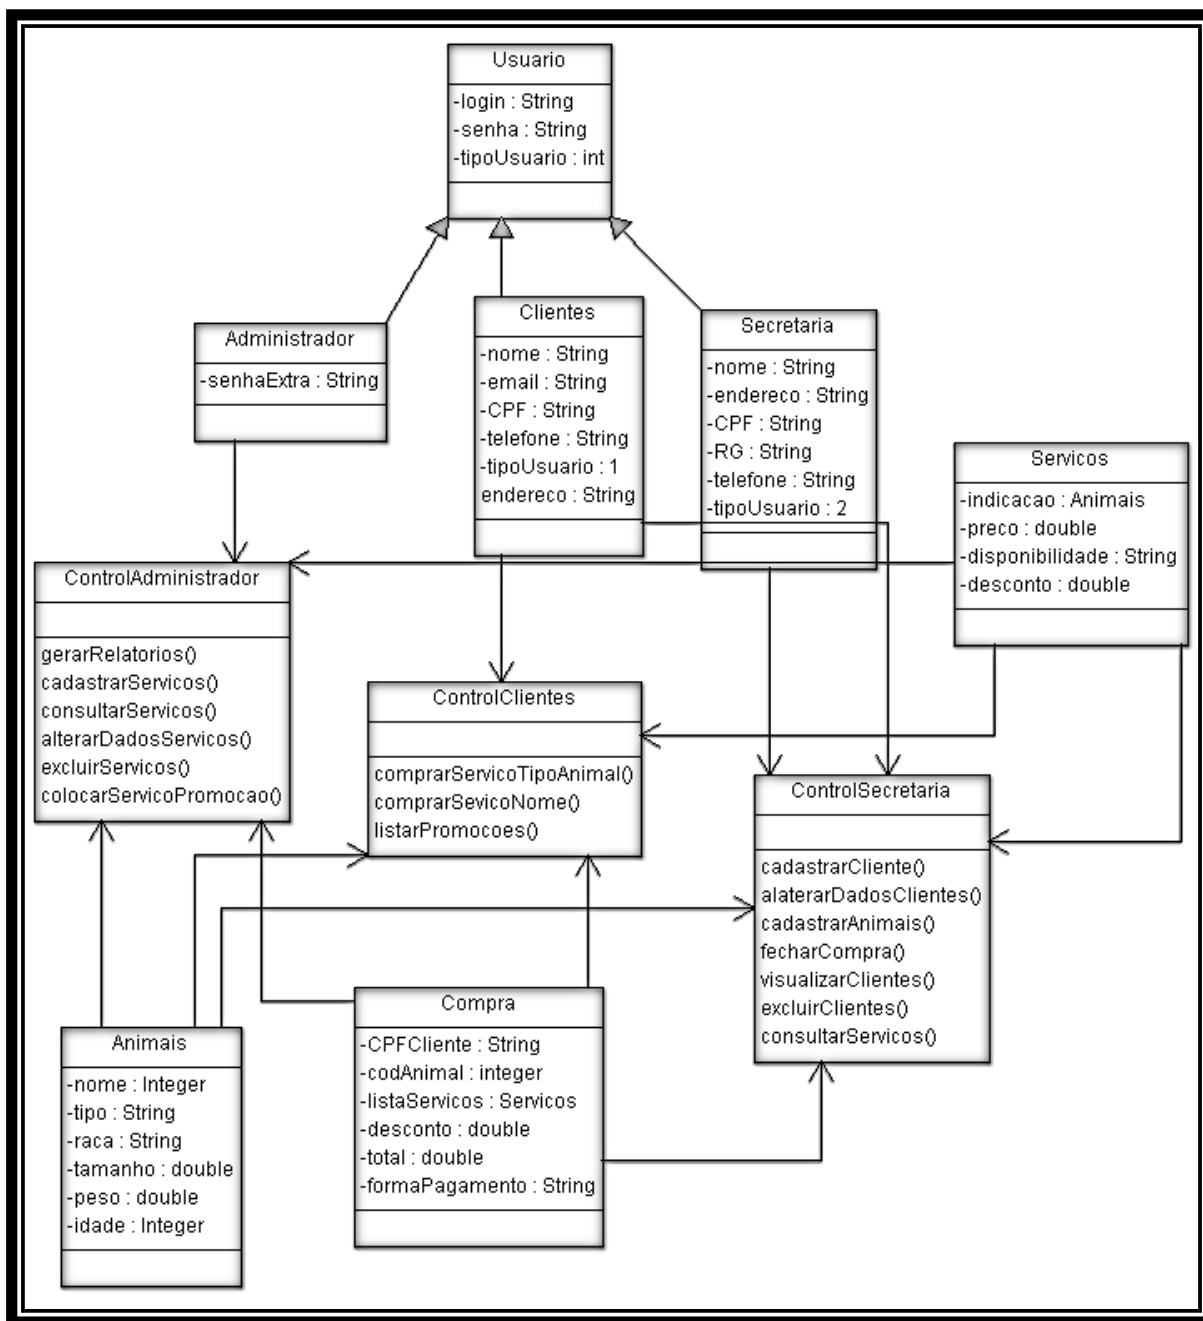 Usuario
-login : String
-senha : String
-tipoUsuario : int
Administrador
-senhaExtra : String
Clientes
-nome : String
-email : String
-CPF : String
-telefone : String
-tipoUsuario : 1
endereco : String
Secretaria
-nome : String
-endereco : String
-CPF : String
-RG : String
-telefone : String
-tipoUsuario : 2
Servicos
-indicacao : Animais
-preco : double
-disponibilidade : String
-desconto : double
ControlAdministrador
gerarRelatorios()
cadastrarServicos()
consultarServicos()
alterarDadosServicos()
excluirServicos()
colocarServicoPromocao()
ControlClientes
comprarServicoTipoAnimal()
comprarSevicoNome()
listarPromocoes()
ControlSecretaria
cadastrarCliente()
alaterarDadosClientes()
cadastrarAnimais()
fecharCompra()
visualizarClientes()
excluirClientes()
consultarServicos()
Animais
-nome : Integer
-tipo : String
-raca : String
-tamanho : double
-peso : double
-idade : Integer
Compra
-CPFCliente : String
-codAnimal : integer
-listaServicos : Servicos
-desconto : double
-total : double
-formaPagamento : String